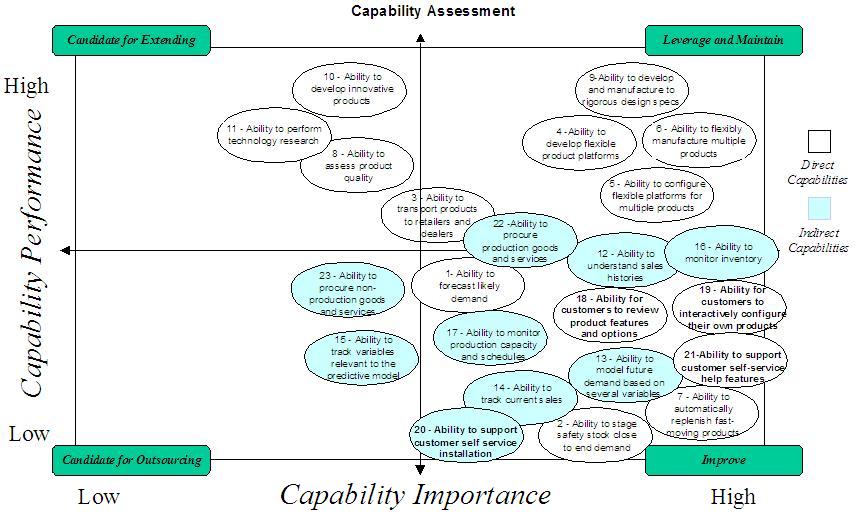 Capability Assessment
Candidate for Extending
Leverage and Maintain
High
Capability Performance
Low
10 - Ability to
develop innovative
products
11 - Ability to perform
technology research
8 - Ability to
assess product
quality
9-Ability to develop
and manufacture to
rigorous design specs
4 - Ability to
develop flexible
product platforms
6 - Ability to flexibly
manufacture multiple
products
5 - Ability to configure
flexible platforms for
multiple products
Direct
Capabilities
Indirect
Capabilities
3 - Ability to
transport products
to retailers and
dealers
22 -Ability to
procure
production goods
and services
12 - Ability to
understand sales
histories
16 - Ability to
monitor inventory
23 - Ability to
procure non-
production goods
and services
1- Ability to
forecast likely
demand
18 - Ability for
customers to review
product features
and options
19 - Ability for
customers to
interactively configure
their own products
15 - Ability to
track variables
relevant to the
predictive model
17 - Ability to monitor
production capacity
and schedules
13 - Ability to
model future
demand based on
several variables
21-Ability to support
customer self-service
help features
14 - Ability to
track current sales
7 - Ability to
automatically
replenish fast-
moving products
20 - Ability to support
customer self service
installation
2 - Ability to stage
safety stock close
to end demand
Candidate for Outsourcing
Improve
Low
Capability Importance
High